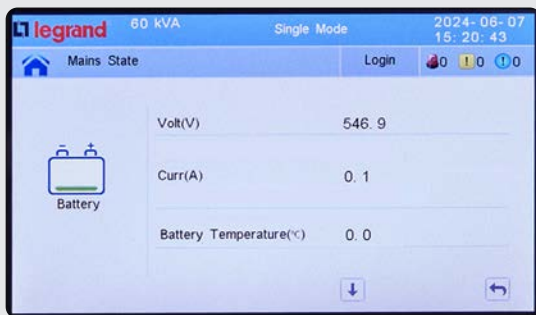 legrand 60 kVA Single Mode 2024-06-07
15:20:43
Mains State Login 0 ! 0 ! 0
Volt(V) 546.9
Curr(A) 0.1
Battery
Battery Temperature(℃) 0.0